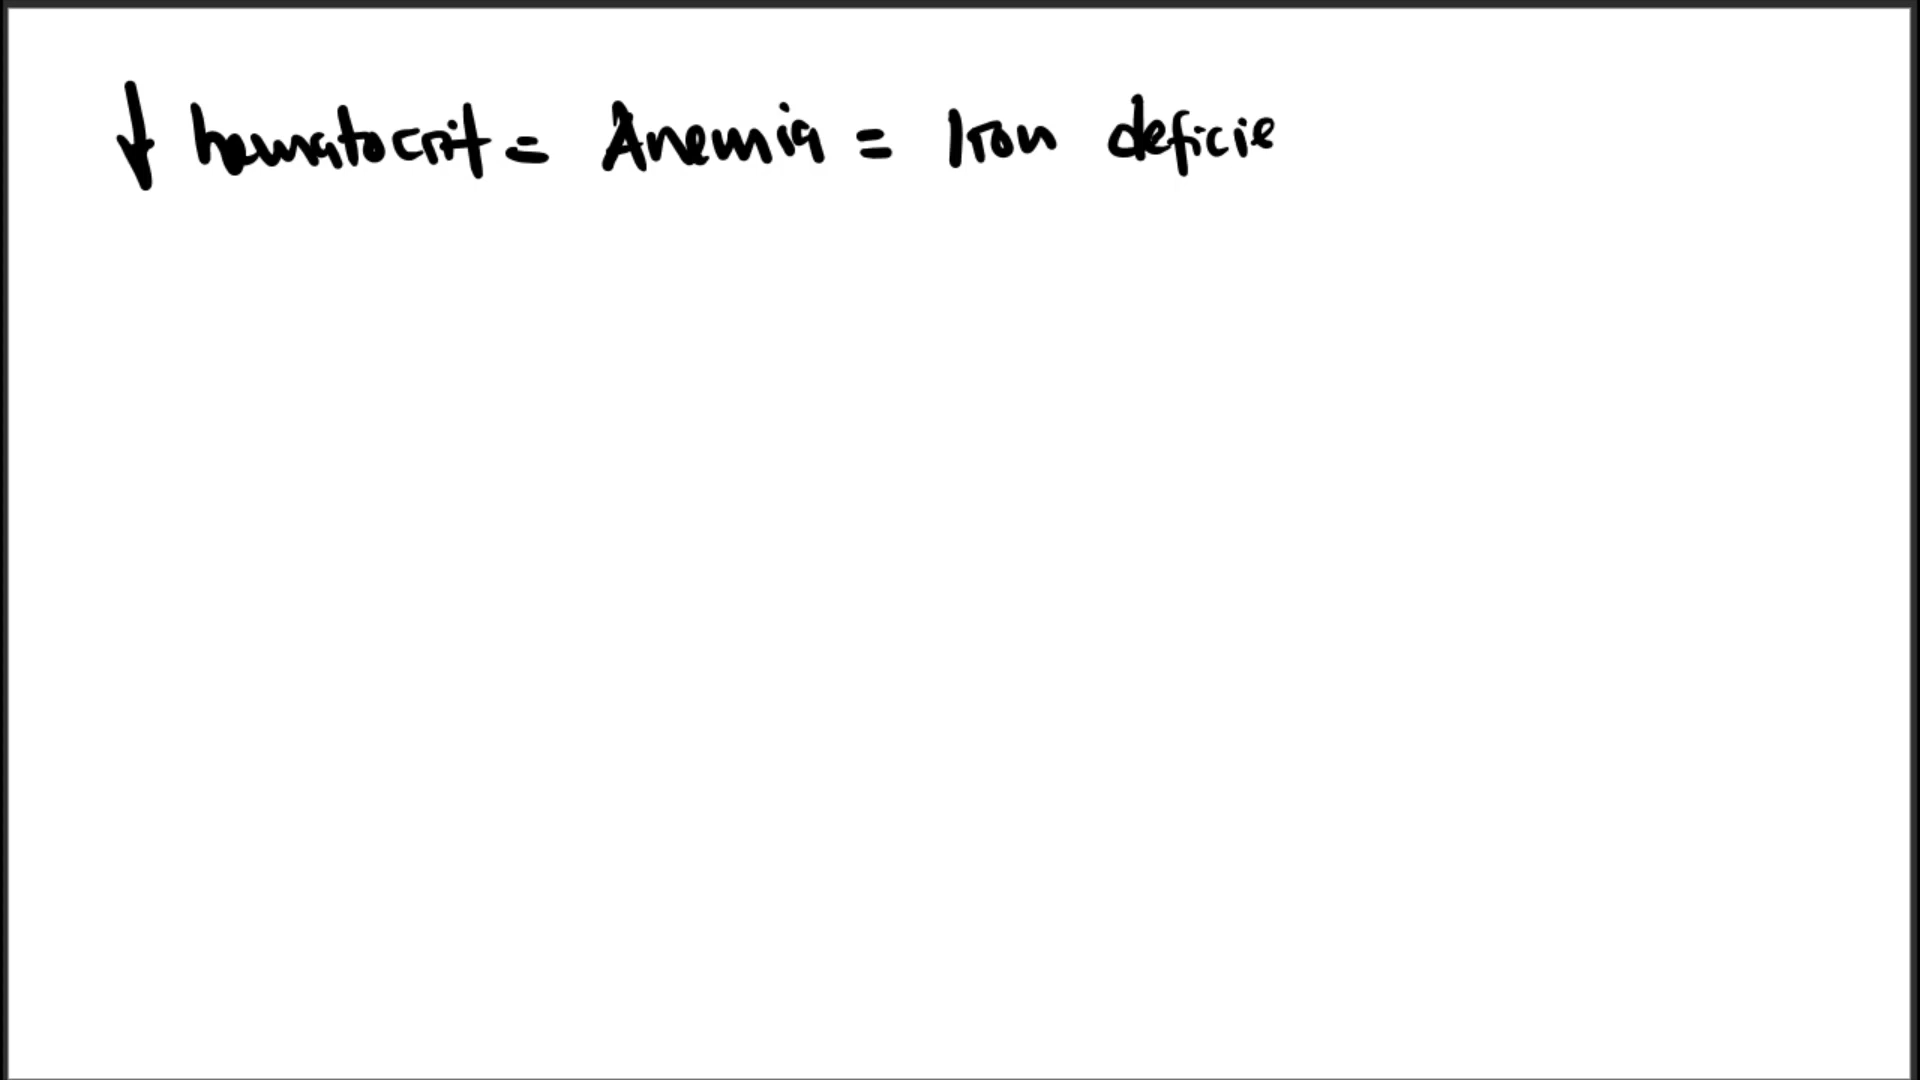 ↓ hematocrit = Anemia = Iron deficie